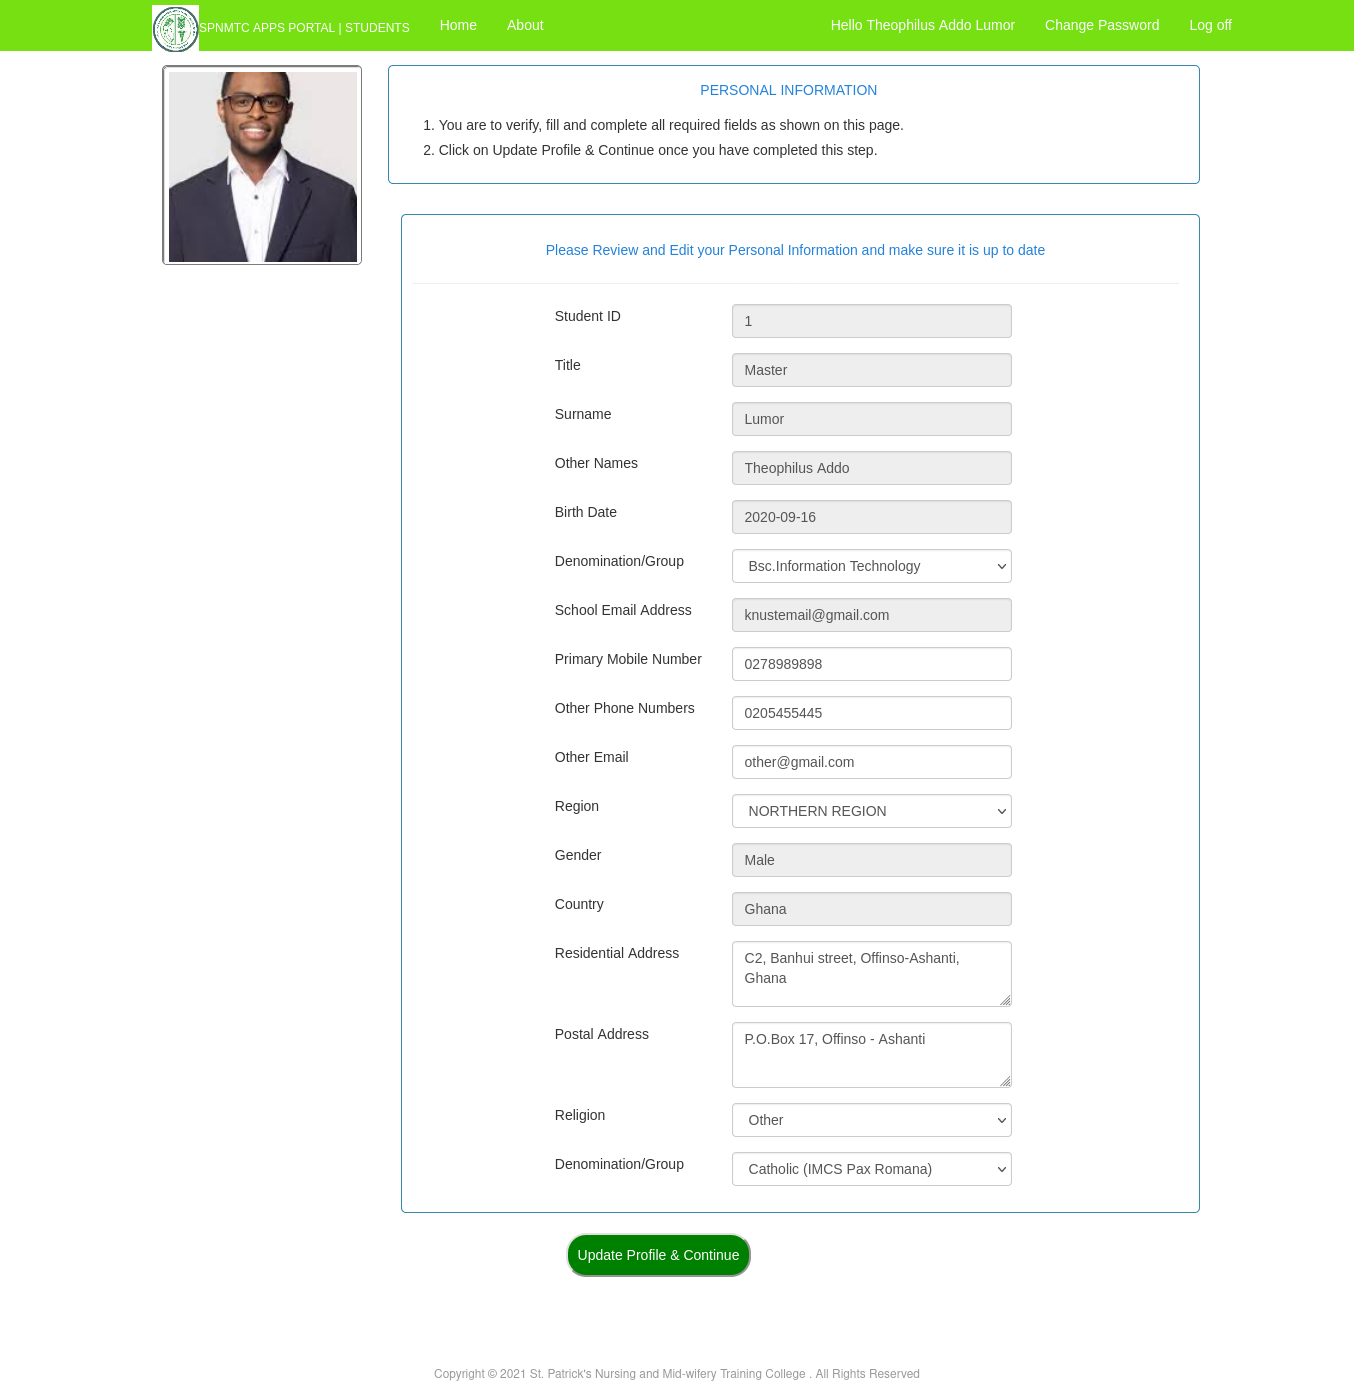 SPNMTC APPS PORTAL | STUDENTS Home About Hello Theophilus Addo Lumor Change Password Log off
PERSONAL INFORMATION
1. You are to verify, fill and complete all required fields as shown on this page.
2. Click on Update Profile & Continue once you have completed this step.
Please Review and Edit your Personal Information and make sure it is up to date
Student ID 1
Title Master
Surname Lumor
Other Names Theophilus Addo
Birth Date 2020-09-16
Denomination/Group Bsc.Information Technology
School Email Address knustemail@gmail.com
Primary Mobile Number 0278989898
Other Phone Numbers 0205455445
Other Email other@gmail.com
Region NORTHERN REGION
Gender Male
Country Ghana
Residential Address C2, Banhui street, Offinso-Ashanti,
Ghana
Postal Address P.O.Box 17, Offinso - Ashanti
Religion Other
Denomination/Group Catholic (IMCS Pax Romana)
Update Profile & Continue
Copyright © 2021 St. Patrick's Nursing and Mid-wifery Training College . All Rights Reserved